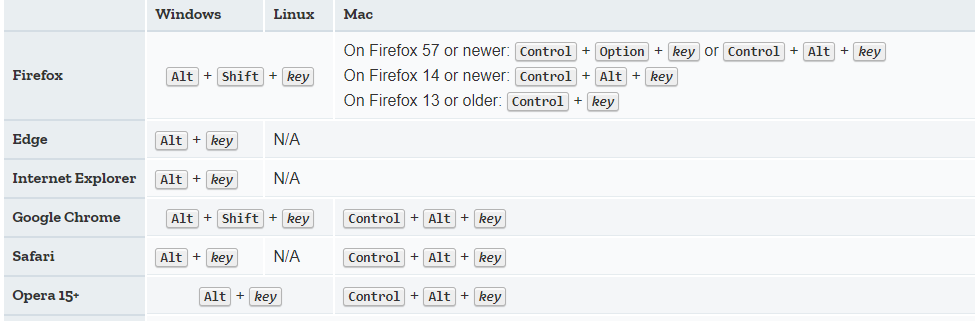 Windows Linux Mac
Firefox Alt + Shift + key On Firefox 57 or newer: Control + Option + key or Control + Alt + key
On Firefox 14 or newer: Control + Alt + key
On Firefox 13 or older: Control + key
Edge Alt + key N/A
Internet Explorer Alt + key N/A
Google Chrome Alt + Shift + key Control + Alt + key
Safari Alt + key N/A Control + Alt + key
Opera 15+ Alt + key Control + Alt + key